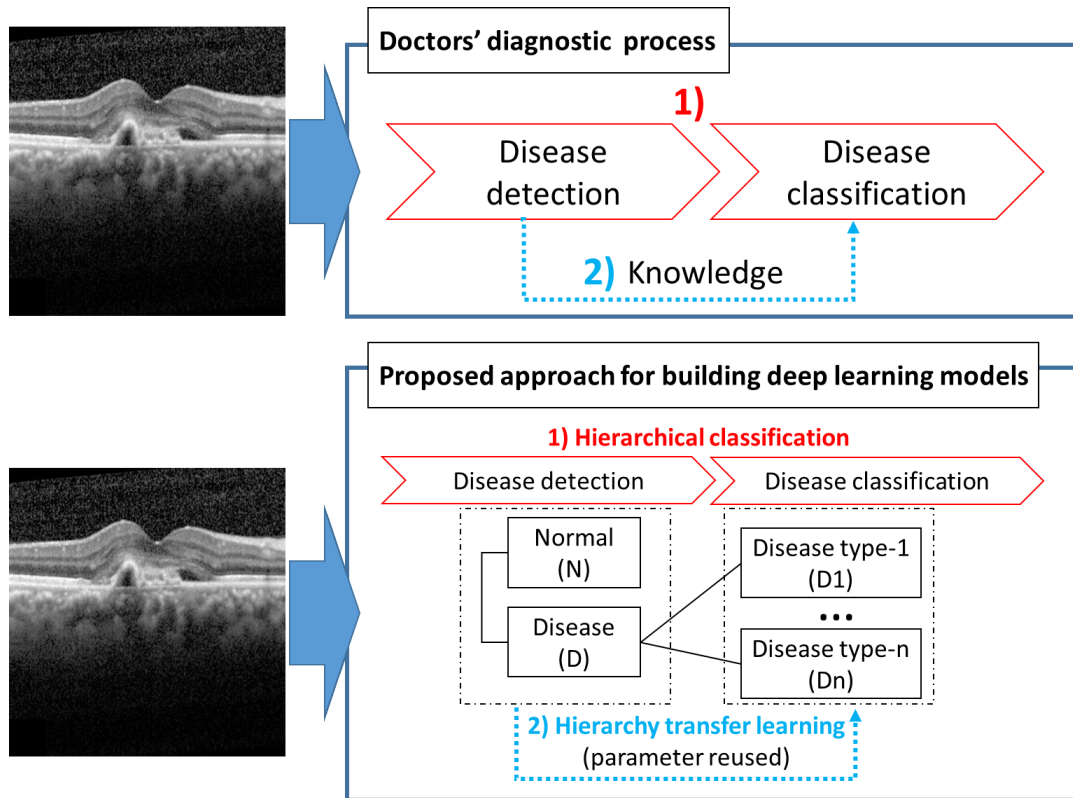 Doctors' diagnostic process
1)
Disease
detection
Disease
classification
2) Knowledge
Proposed approach for building deep learning models
1) Hierarchical classification
Disease detection
Disease classification
Normal
(N)
Disease
(D)
Disease type-1
(D1)
...
Disease type-n
(Dn)
2) Hierarchy transfer learning
(parameter reused)